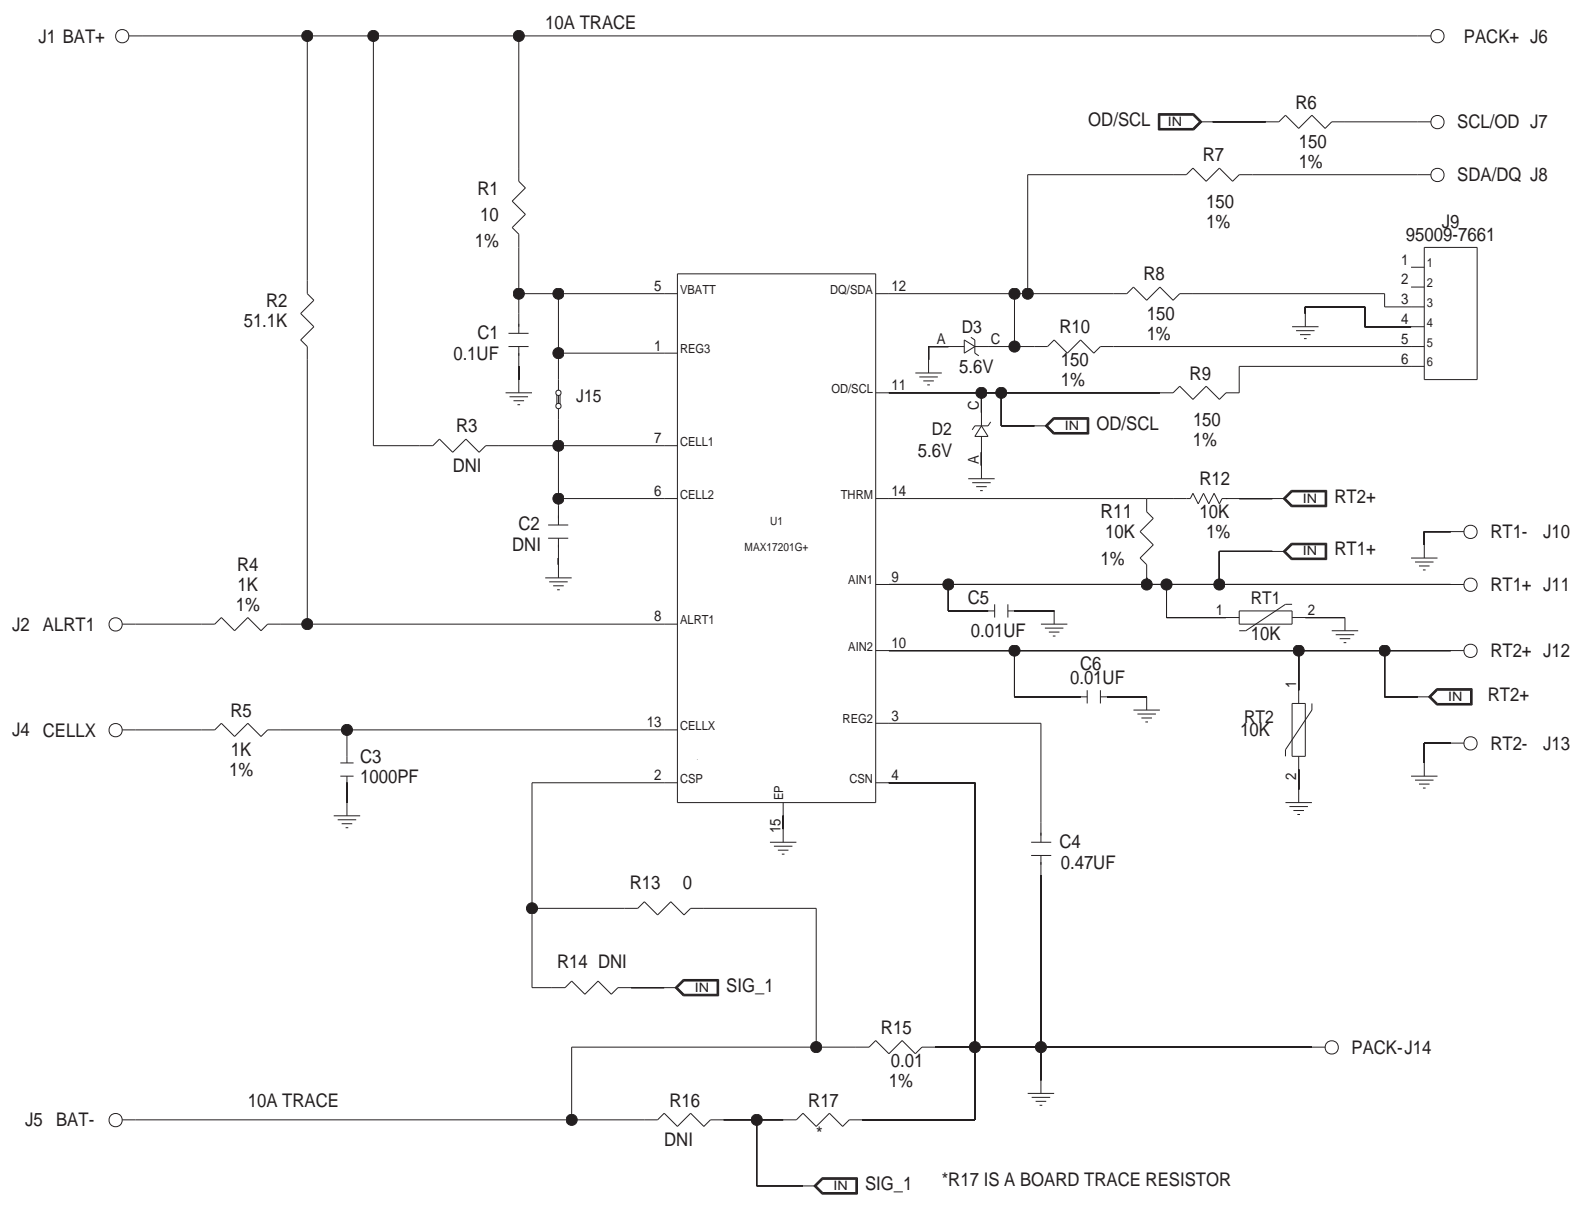 10A TRACE
J1 BAT+
PACK+ J6
R6
OD/SCL IN
SCL/OD J7
150
1%
R7
SDA/DQ J8
150
1%
R1
10
1%
J9
95009-7661
1 1
2 2
3 3
4 4
5 5
6 6
R2
51.1K
5 VBATT
DQ/SDA 12
R8
150
1%
C1
0.1UF
1 REG3
A D3 C
5.6V
R10
150
1%
J15
OD/SCL 11
R9
150
1%
C
D2
5.6V
A
IN OD/SCL
R3
DNI
7 CELL1
6 CELL2
THRM 14
R12
10K
1%
IN RT2+
R11
10K
1%
C2
DNI
U1
MAX17201G+
IN RT1+
RT1- J10
R4
1K
1%
AIN1 9
RT1+ J11
C5
0.01UF
1 RT1 2
10K
J2 ALRT1
8 ALRT1
AIN2 10
RT2+ J12
C6
0.01UF
1
RT2
10K
2
IN RT2+
R5
1K
1%
J4 CELLX
13 CELLX
REG2 3
RT2- J13
C3
1000PF
2 CSP
CSN 4
EP
15
C4
0.47UF
R13 0
R14 DNI
IN SIG_1
R15
0.01
1%
PACK- J14
10A TRACE
J5 BAT-
R16
DNI
R17
*
IN SIG_1
*R17 IS A BOARD TRACE RESISTOR